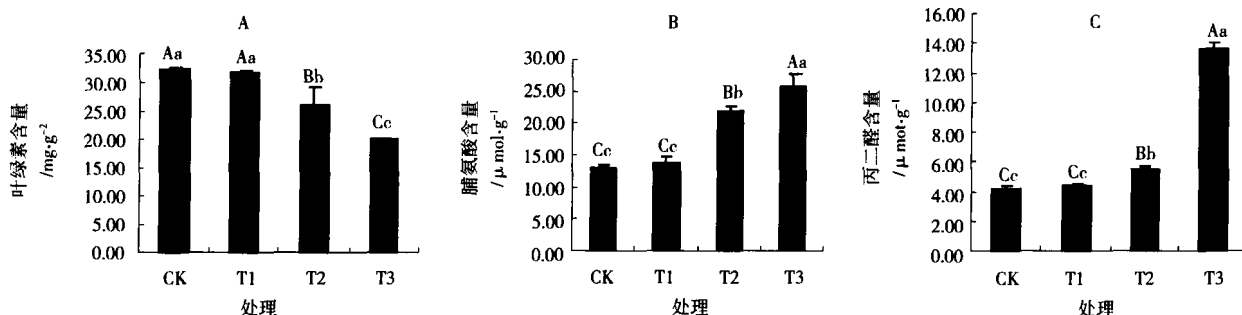 A
叶绿素含量
/mg·g⁻²
35.00
30.00
25.00
20.00
15.00
10.00
5.00
0.00
Aa
Aa
Bb
Cc
CK T1 T2 T3
处理
B
脯氨酸含量
/μ mol·g⁻¹
30.00
25.00
20.00
15.00
10.00
5.00
0.00
Cc
Cc
Bb
Aa
CK T1 T2 T3
处理
C
丙二醛含量
/μ mot·g⁻¹
16.00
14.00
12.00
10.00
8.00
6.00
4.00
2.00
0.00
Cc
Cc
Bb
Aa
CK T1 T2 T3
处理